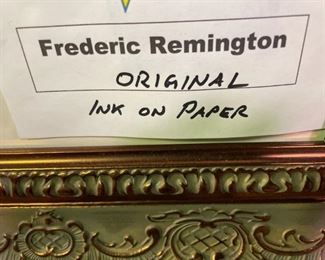 Frederic Remington
ORIGINAL
INK ON PAPER